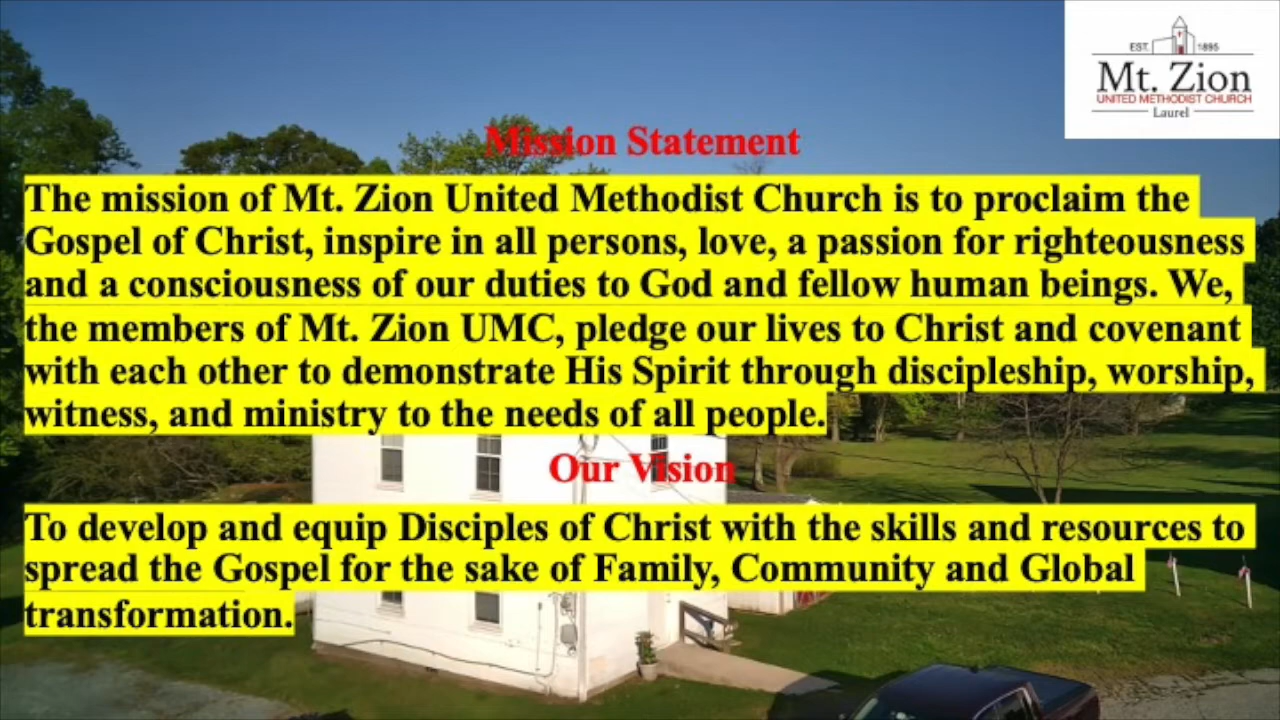 EST. 1895
Mt. Zion
UNITED METHODIST CHURCH
Laurel
Mission Statement
The mission of Mt. Zion United Methodist Church is to proclaim the
Gospel of Christ, inspire in all persons, love, a passion for righteousness
and a consciousness of our duties to God and fellow human beings. We,
the members of Mt. Zion UMC, pledge our lives to Christ and covenant
with each other to demonstrate His Spirit through discipleship, worship,
witness, and ministry to the needs of all people.
Our Vision
To develop and equip Disciples of Christ with the skills and resources to
spread the Gospel for the sake of Family, Community and Global
transformation.